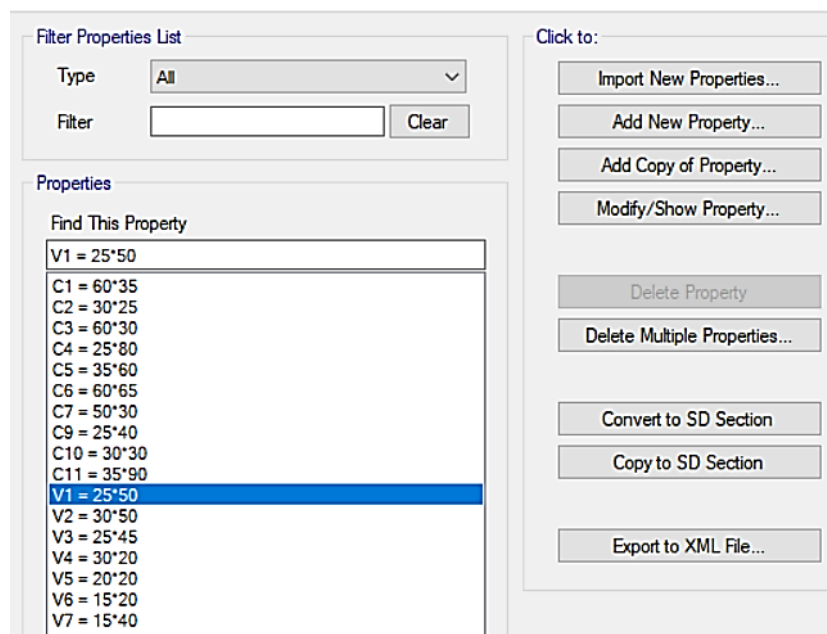 Filter Properties List
Type
All
Filter
Clear
Properties
Find This Property
V1 = 25*50
C1 = 60*35
C2 = 30*25
C3 = 60*30
C4 = 25*80
C5 = 35*60
C6 = 60*65
C7 = 50*30
C9 = 25*40
C10 = 30*30
C11 = 35*90
V1 = 25*50
V2 = 30*50
V3 = 25*45
V4 = 30*20
V5 = 20*20
V6 = 15*20
V7 = 15*40
Click to:
Import New Properties...
Add New Property...
Add Copy of Property...
Modify/Show Property...
Delete Property
Delete Multiple Properties...
Convert to SD Section
Copy to SD Section
Export to XML File...